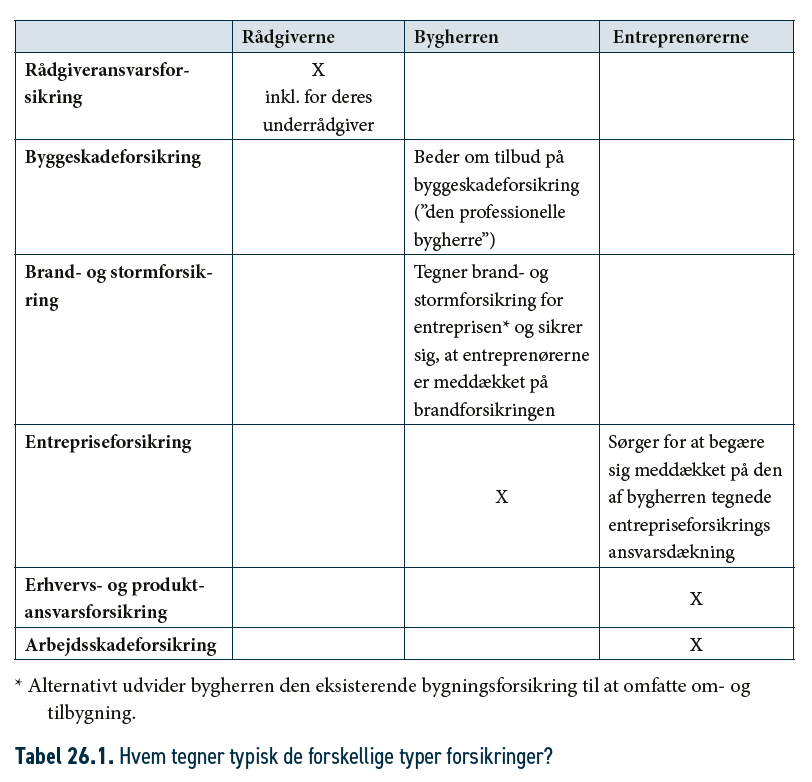 Rådgiverne Bygherren Entreprenørerne
Rådgiveransvarsfor-
sikring
X
inkl. for deres
underrådgiver
Byggeskadeforsikring
Beder om tilbud på
byggeskadeforsikring
(”den professionelle
bygherre”)
Brand- og stormforsik-
ring
Tegner brand- og
stormforsikring for
entreprisen* og sikrer
sig, at entreprenørerne
er meddækket på
brandforsikringen
Entrepriseforsikring
X
Sørger for at begære
sig meddækket på den
af bygherren tegnede
entrepriseforsikrings
ansvarsdækning
Erhvervs- og produkt-
ansvarsforsikring
X
Arbejdsskadeforsikring
X
* Alternativt udvider bygherren den eksisterende bygningsforsikring til at omfatte om- og
tilbygning.
Tabel 26.1. Hvem tegner typisk de forskellige typer forsikringer?